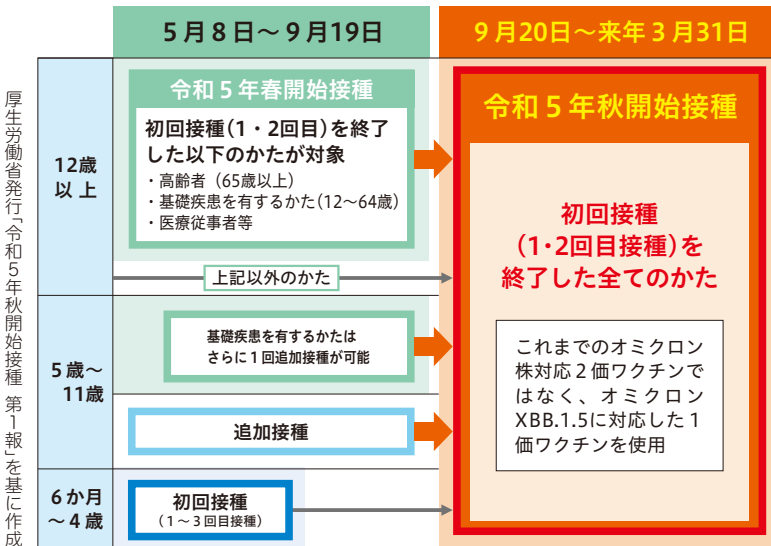 5月8日～9月19日
9月20日～来年3月31日
厚生労働省発行「令和5年秋開始接種 第1報」を基に作成
12歳
以上
令和5年春開始接種
初回接種(1・2回目)を終了
した以下のかたが対象
・高齢者(65歳以上)
・基礎疾患を有するかた(12～64歳)
・医療従事者等
上記以外のかた
5歳～
11歳
基礎疾患を有するかたは
さらに1回追加接種が可能
追加接種
6か月
～4歳
初回接種
(1～3回目接種)
令和5年秋開始接種
初回接種
(1・2回目接種)を
終了した全てのかた
これまでのオミクロン
株対応2価ワクチンで
はなく、オミクロン
XBB.1.5に対応した1
価ワクチンを使用